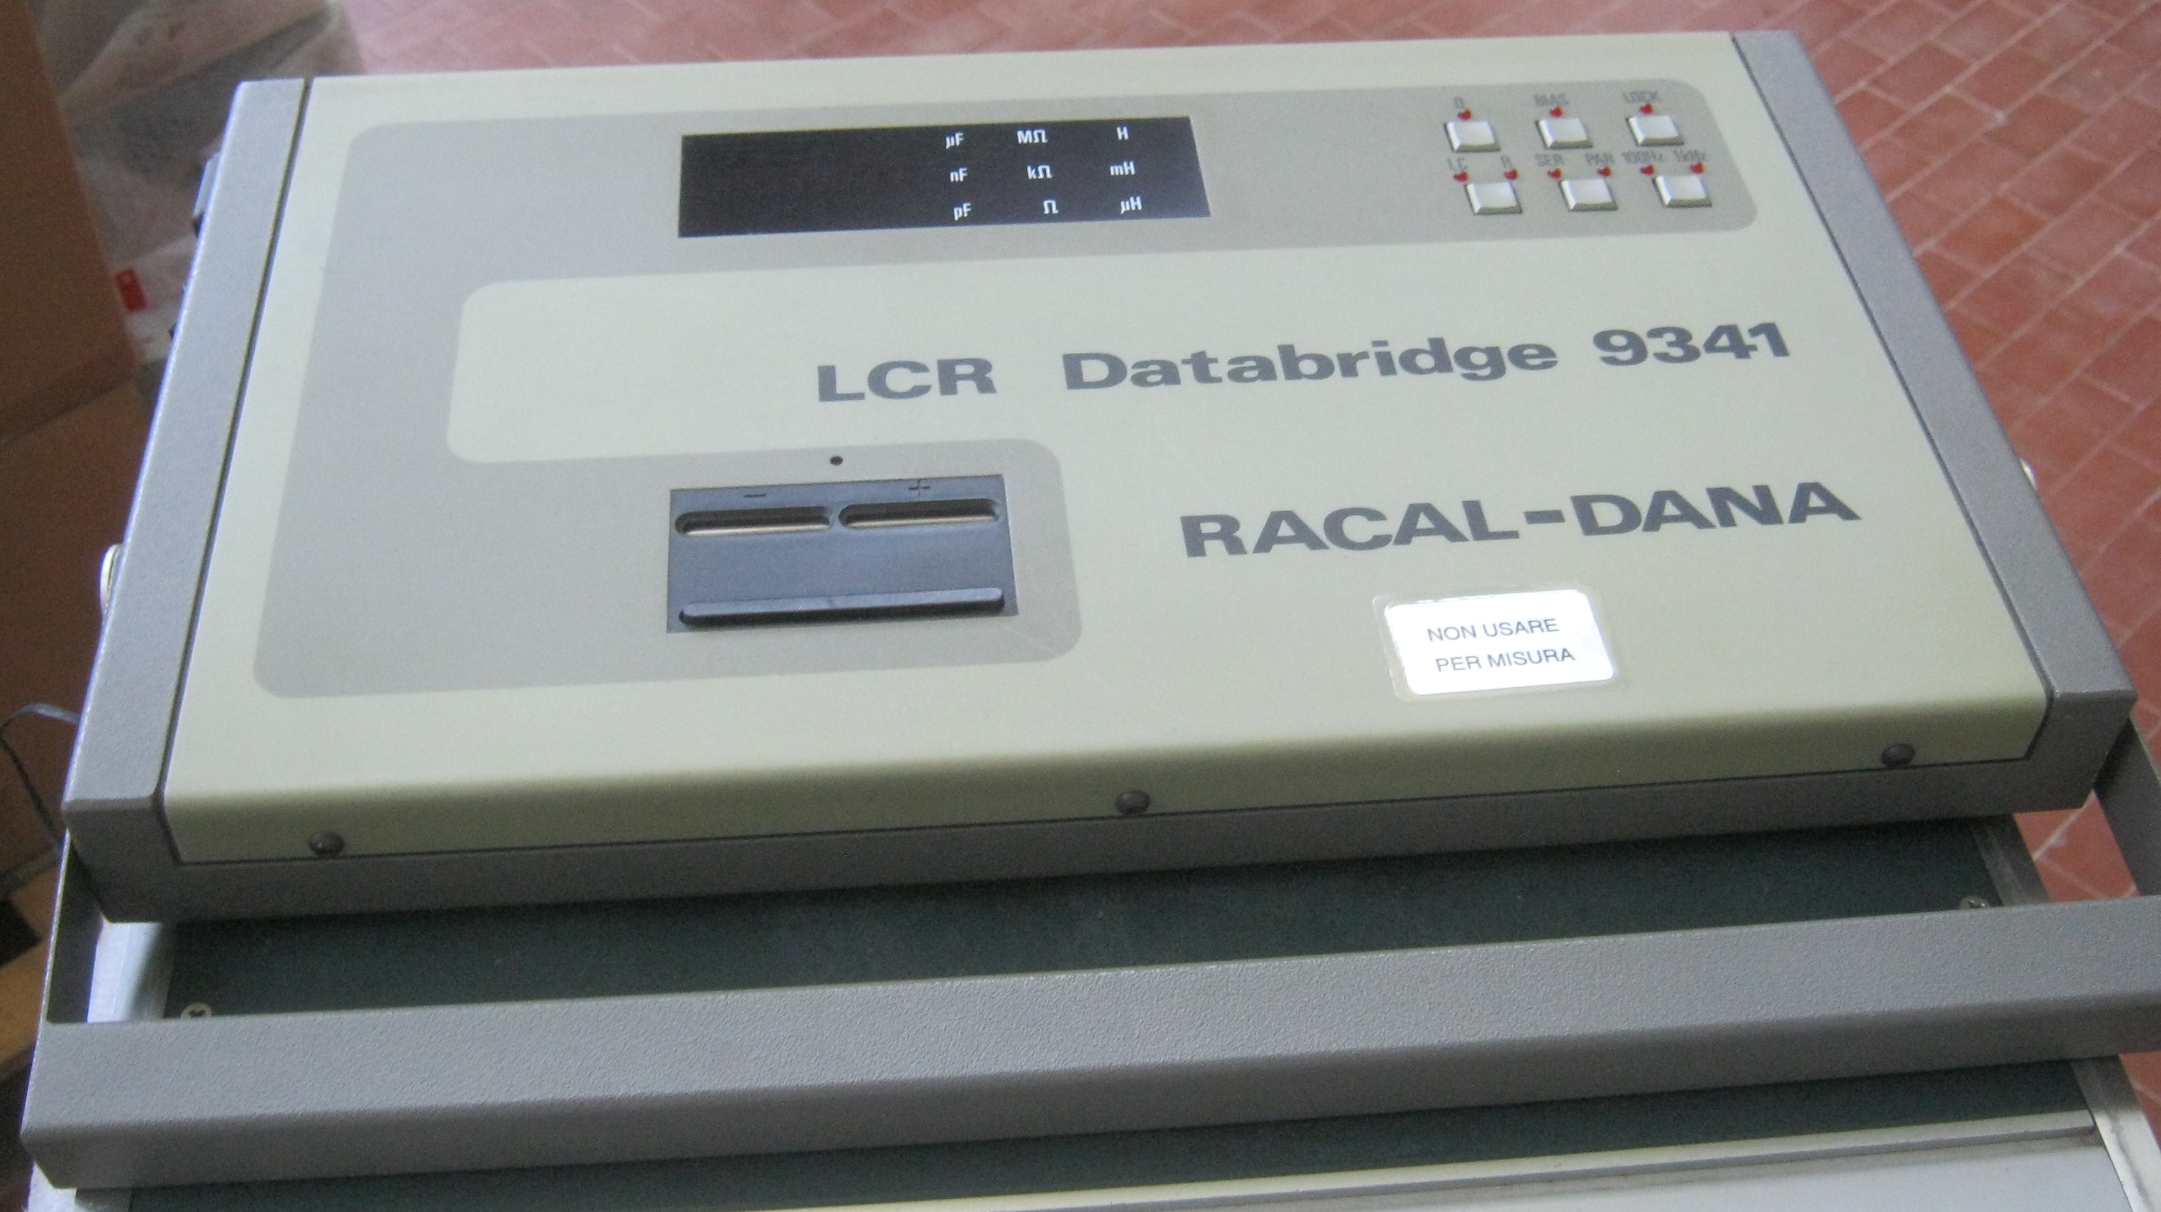 Q BIAS LOCK
µF MΩ H
LC R SER PAR 100Hz 1kHz
nF kΩ mH
pF Ω µH
LCR Databridge 9341
- +
RACAL-DANA
NON USARE
PER MISURA